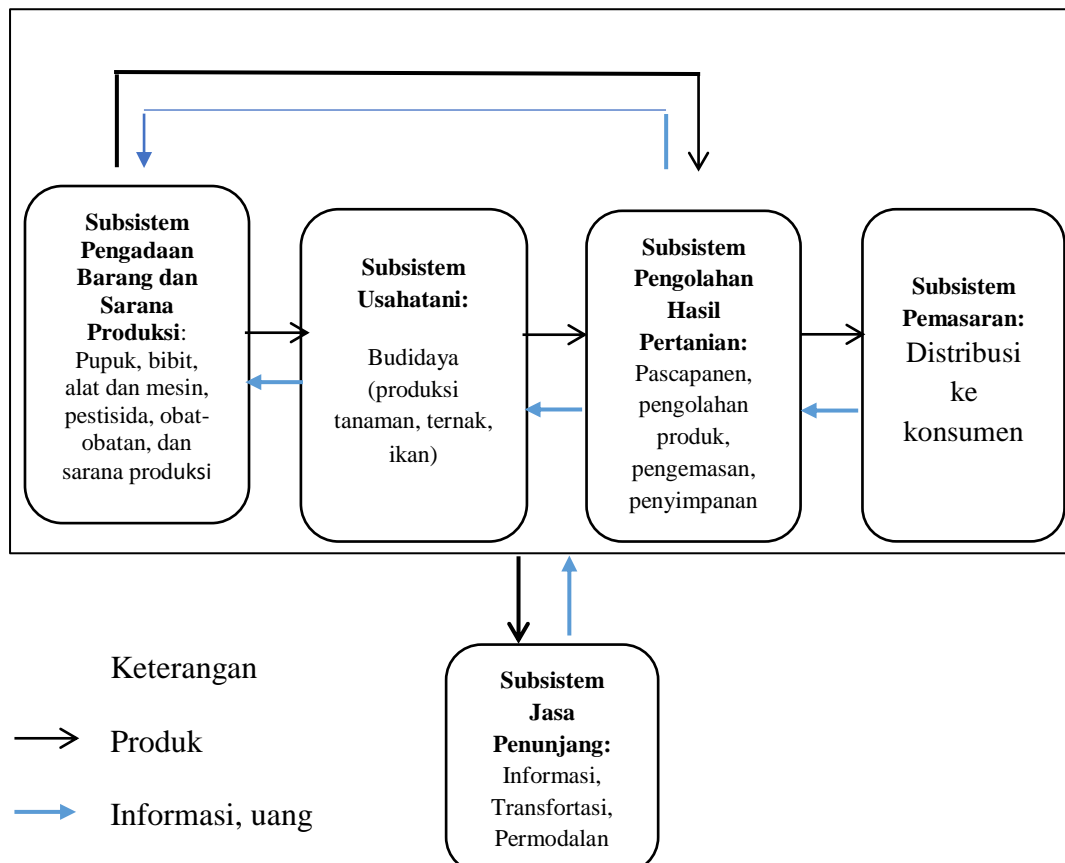 Subsistem
Pengadaan
Barang dan
Sarana
Produksi:
Pupuk, bibit,
alat dan mesin,
pestisida, obat-
obatan, dan
sarana produksi
Subsistem
Usahatani:
Budidaya
(produksi
tanaman, ternak,
ikan)
Subsistem
Pengolahan
Hasil
Pertanian:
Pascapanen,
pengolahan
produk,
pengemasan,
penyimpanan
Subsistem
Pemasaran:
Distribusi
ke
konsumen
Keterangan
Produk
Informasi, uang
Subsistem
Jasa
Penunjang:
Informasi,
Transfortasi,
Permodalan